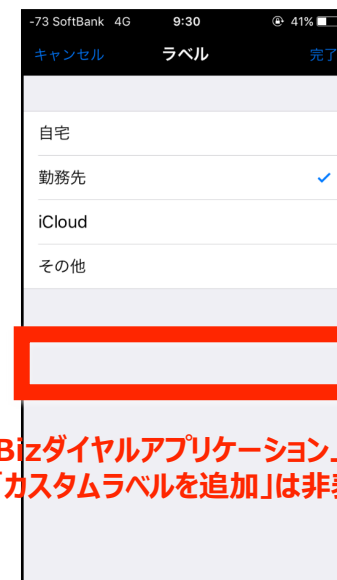 -73 SoftBank 4G 9:30 41%
キャンセル ラベル 完了
自宅
勤務先
iCloud
その他
Bizダイヤルアプリケーション」
「カスタムラベルを追加」は非